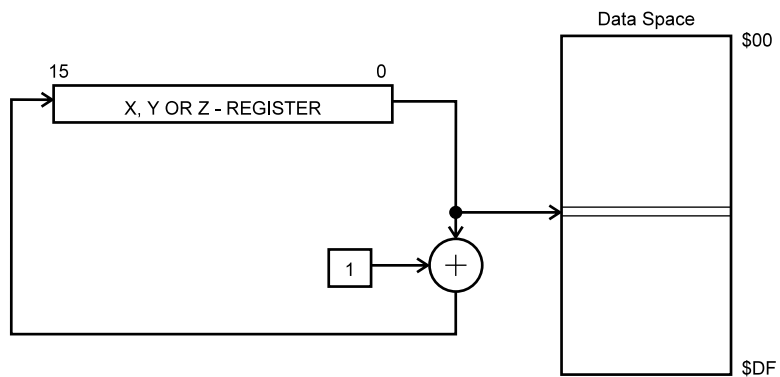 Data Space
$00
15
0
X, Y OR Z - REGISTER
1
+
$DF